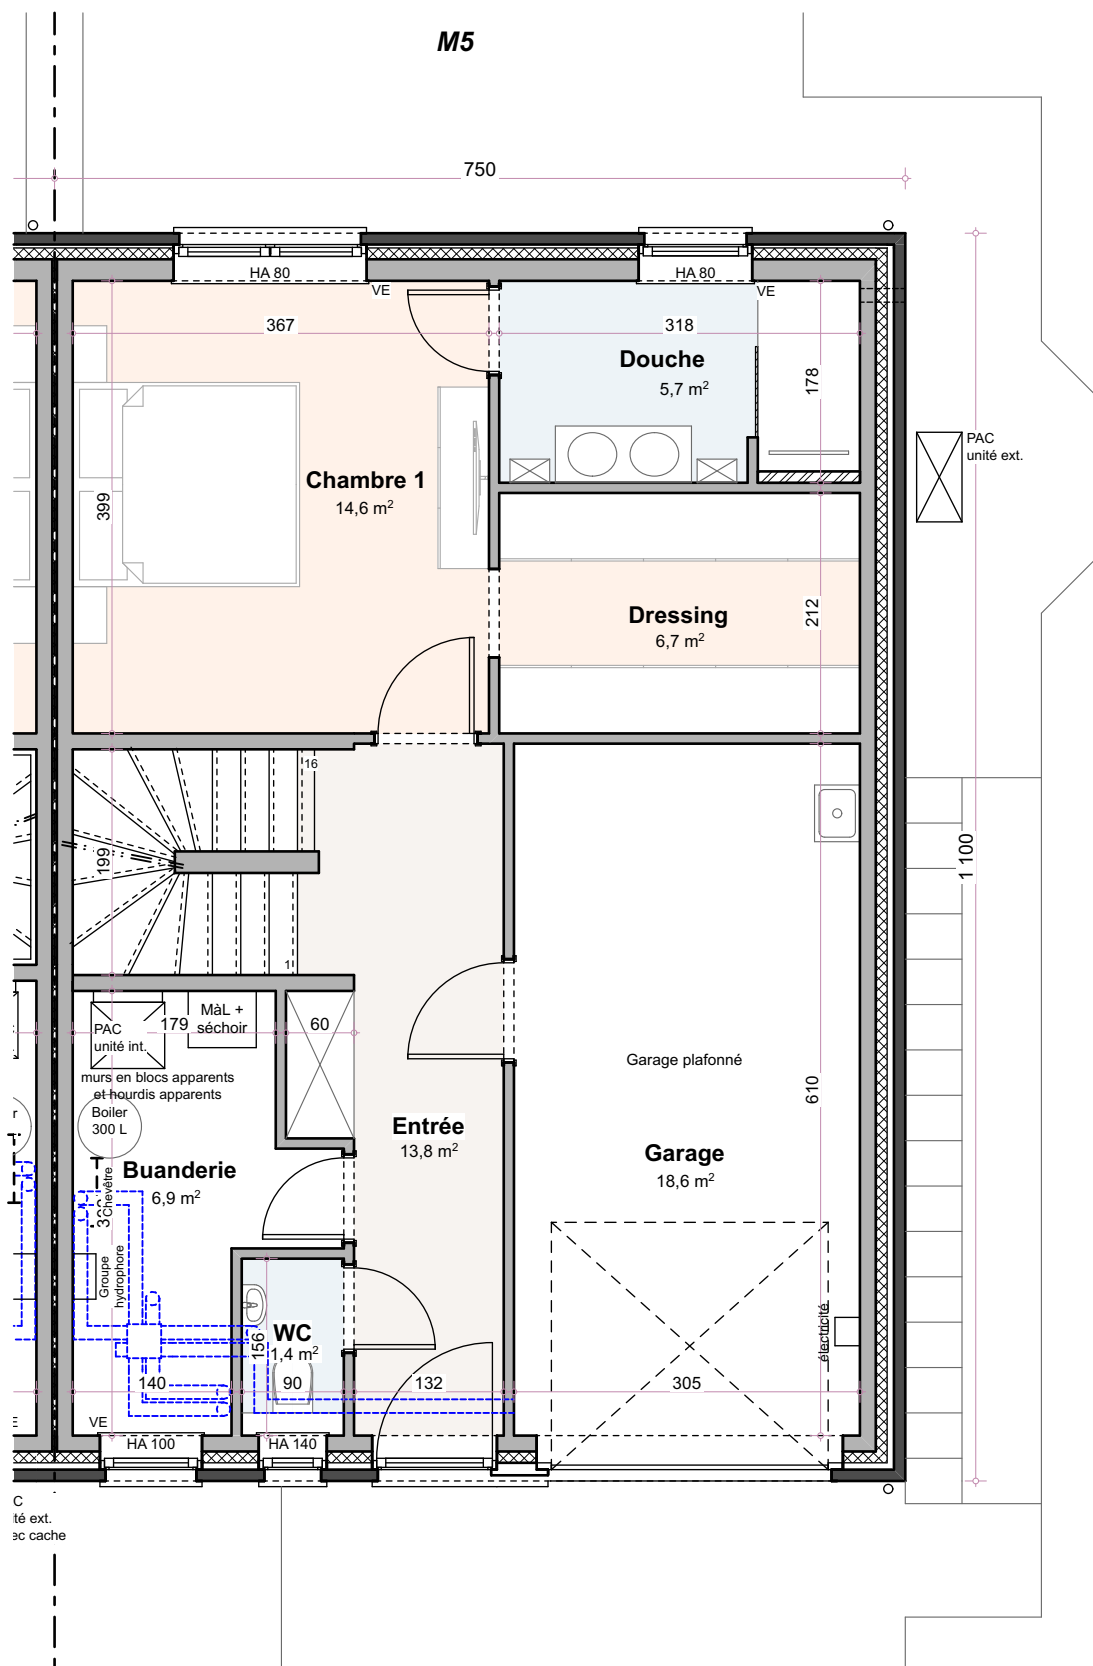 M5
750
HA 80
HA 80
VE
VE
367
318
Douche
5,7 m²
178
PAC
unité ext.
Chambre 1
14,6 m²
399
Dressing
6,7 m²
212
16
199
1 100
1
PAC
unité int.
179
MàL +
séchoir
60
murs en blocs apparents
et hourdis apparents
Boiler
300 L
r
Garage plafonné
610
Entrée
13,8 m²
Garage
18,6 m²
Buanderie
6,9 m²
Chevêtre
Groupe
hydrophore
électricité
WC
1,4 m²
156
140
90
132
305
E
VE
HA 100
HA 140
C
ité ext.
ec cache